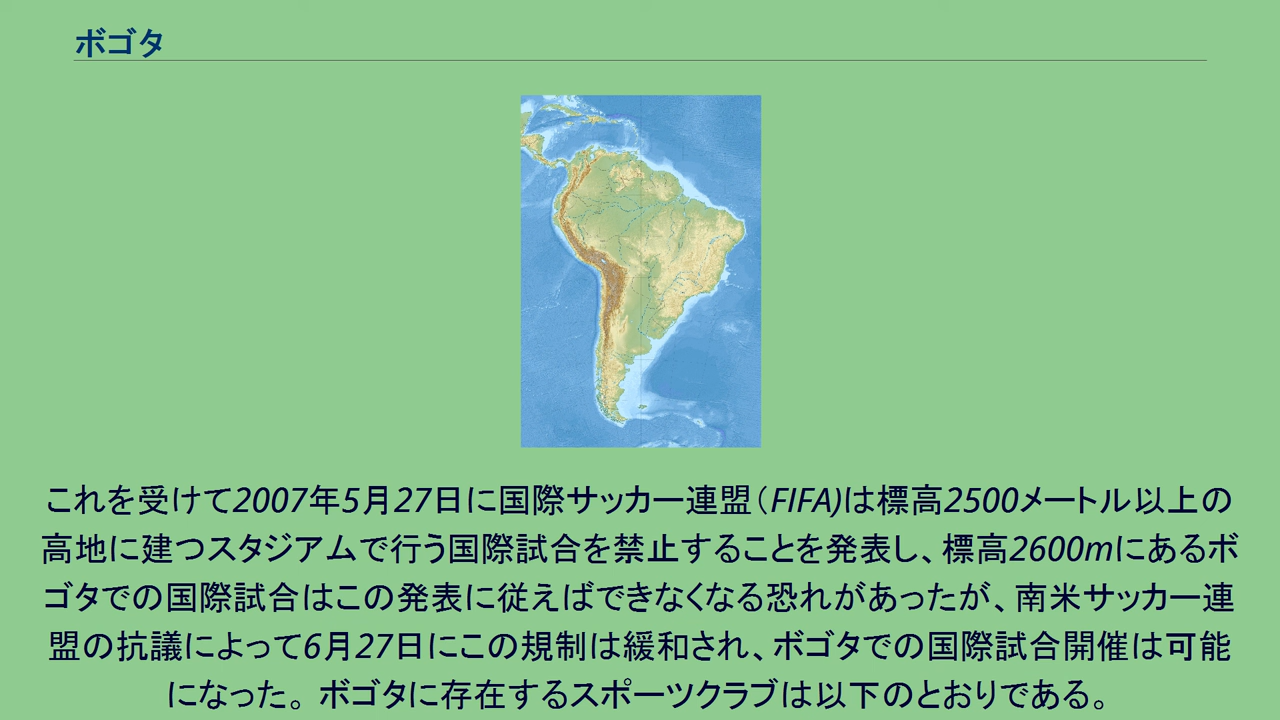 ボゴタ
これを受けて2007年5月27日に国際サッカー連盟（FIFA)は標高2500メートル以上の
高地に建つスタジアムで行う国際試合を禁止することを発表し、標高2600mにあるボ
ゴタでの国際試合はこの発表に従えばできなくなる恐れがあったが、南米サッカー連
盟の抗議によって6月27日にこの規制は緩和され、ボゴタでの国際試合開催は可能
になった。ボゴタに存在するスポーツクラブは以下のとおりである。